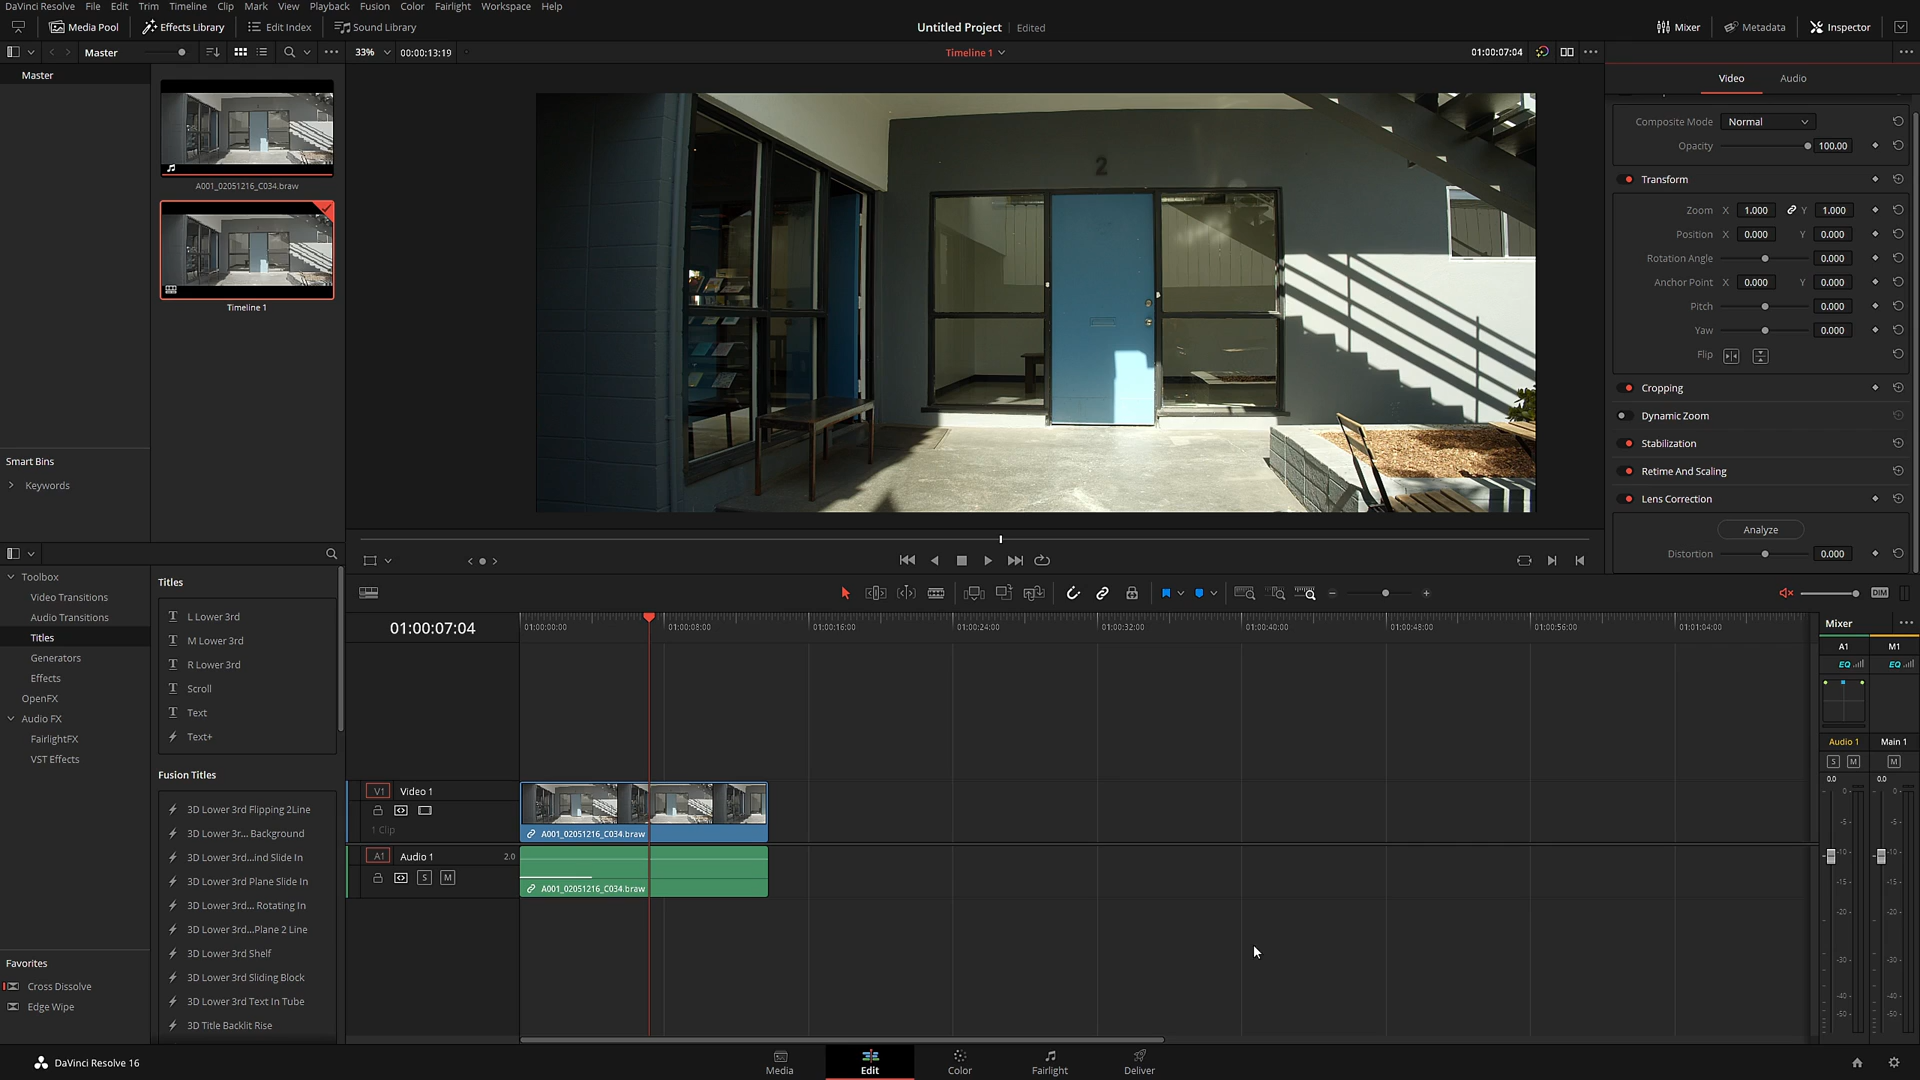 DaVinci Resolve File Edit Trim Timeline Clip Mark View Playback Fusion Color Fairlight Workspace Help
Media Pool Effects Library Edit Index Sound Library
Untitled Project Edited
Mixer Metadata Inspector
Master
33% 00:00:13:19
Timeline 1
01:00:07:04
Master
A001_02051216_C034.braw
Timeline 1
Smart Bins
Keywords
2
Video Audio
Composite Mode Normal
Opacity 100.00
Transform
Zoom X 1.000 Y 1.000
Position X 0.000 Y 0.000
Rotation Angle 0.000
Anchor Point X 0.000 Y 0.000
Pitch 0.000
Yaw 0.000
Flip
Cropping
Dynamic Zoom
Stabilization
Retime And Scaling
Lens Correction
Analyze
Distortion 0.000
Toolbox
Video Transitions
Audio Transitions
Titles
Generators
Effects
OpenFX
Audio FX
FairlightFX
VST Effects
Favorites
Cross Dissolve
Edge Wipe
Titles
L Lower 3rd
M Lower 3rd
R Lower 3rd
Scroll
Text
Text+
Fusion Titles
3D Lower 3rd Flipping 2Line
3D Lower 3r... Background
3D Lower 3rd...ind Slide In
3D Lower 3rd Plane Slide In
3D Lower 3rd... Rotating In
3D Lower 3rd...Plane 2 Line
3D Lower 3rd Shelf
3D Lower 3rd Sliding Block
3D Lower 3rd Text In Tube
3D Title Backlit Rise
DIM
01:00:07:04
01:00:00:00 01:00:08:00 01:00:16:00 01:00:24:00 01:00:32:00 01:00:40:00 01:00:48:00 01:00:56:00 01:01:04:00
V1 Video 1
1 Clip
A001_02051216_C034.braw
A1 Audio 1 2.0
S M
A001_02051216_C034.braw
Mixer
A1 M1
EQ EQ
Audio 1 Main 1
S M M
0.0 0.0
0 0
-5 -5
-10 -10
-15 -15
-20 -20
-30 -30
-40 -40
-50 -50
DaVinci Resolve 16
Media Edit Color Fairlight Deliver